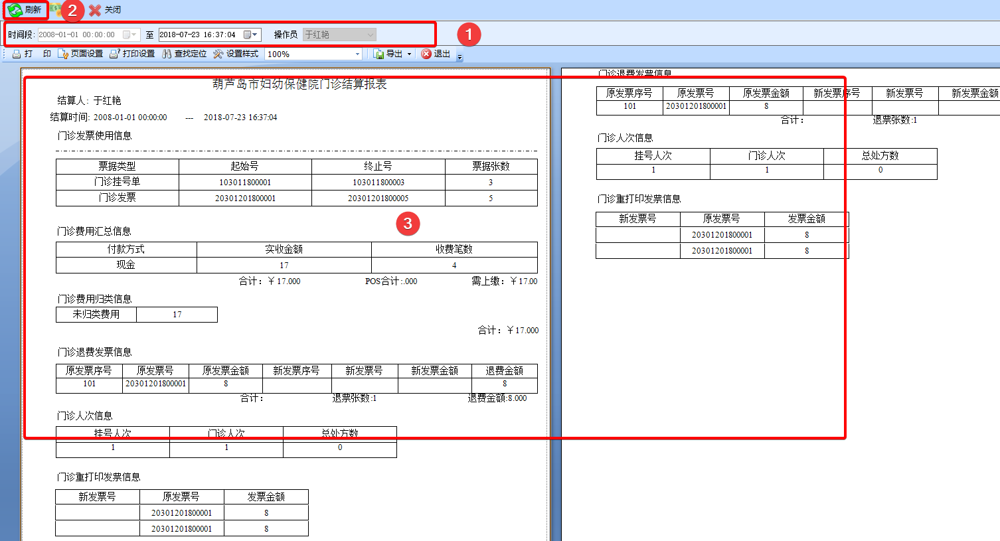 刷新 2 关闭
时间段: 2008-01-01 00:00:00 至 2018-07-23 16:37:04 操作员 于红艳 1
打 印 页面设置 打印设置 查找定位 设置样式 100% 导出 退出
葫芦岛市妇幼保健院门诊结算报表
结算人: 于红艳
结算时间: 2008-01-01 00:00:00 --- 2018-07-23 16:37:04
门诊发票使用信息
票据类型 起始号 终止号 票据张数
门诊挂号单 103011800001 103011800003 3
门诊发票 20301201800001 20301201800005 5
3
门诊费用汇总信息
付款方式 实收金额 收费笔数
现金 17 4
合计：￥17.000 POS合计:.000 需上缴：￥17.00
门诊费用归类信息
未归类费用 17
合计：￥17.000
门诊退费发票信息
原发票序号 原发票号 原发票金额 新发票序号 新发票号 新发票金额 退费金额
101 20301201800001 8 8
合计： 退票张数:1 退费金额:8.000
门诊人次信息
挂号人次 门诊人次 总处方数
1 1 0
门诊重打印发票信息
新发票号 原发票号 发票金额
20301201800001 8
20301201800001 8
门诊退费发票信息
原发票序号 原发票号 原发票金额 新发票序号 新发票号 新发票金额
101 20301201800001 8
合计： 退票张数:1
门诊人次信息
挂号人次 门诊人次 总处方数
1 1 0
门诊重打印发票信息
新发票号 原发票号 发票金额
20301201800001 8
20301201800001 8